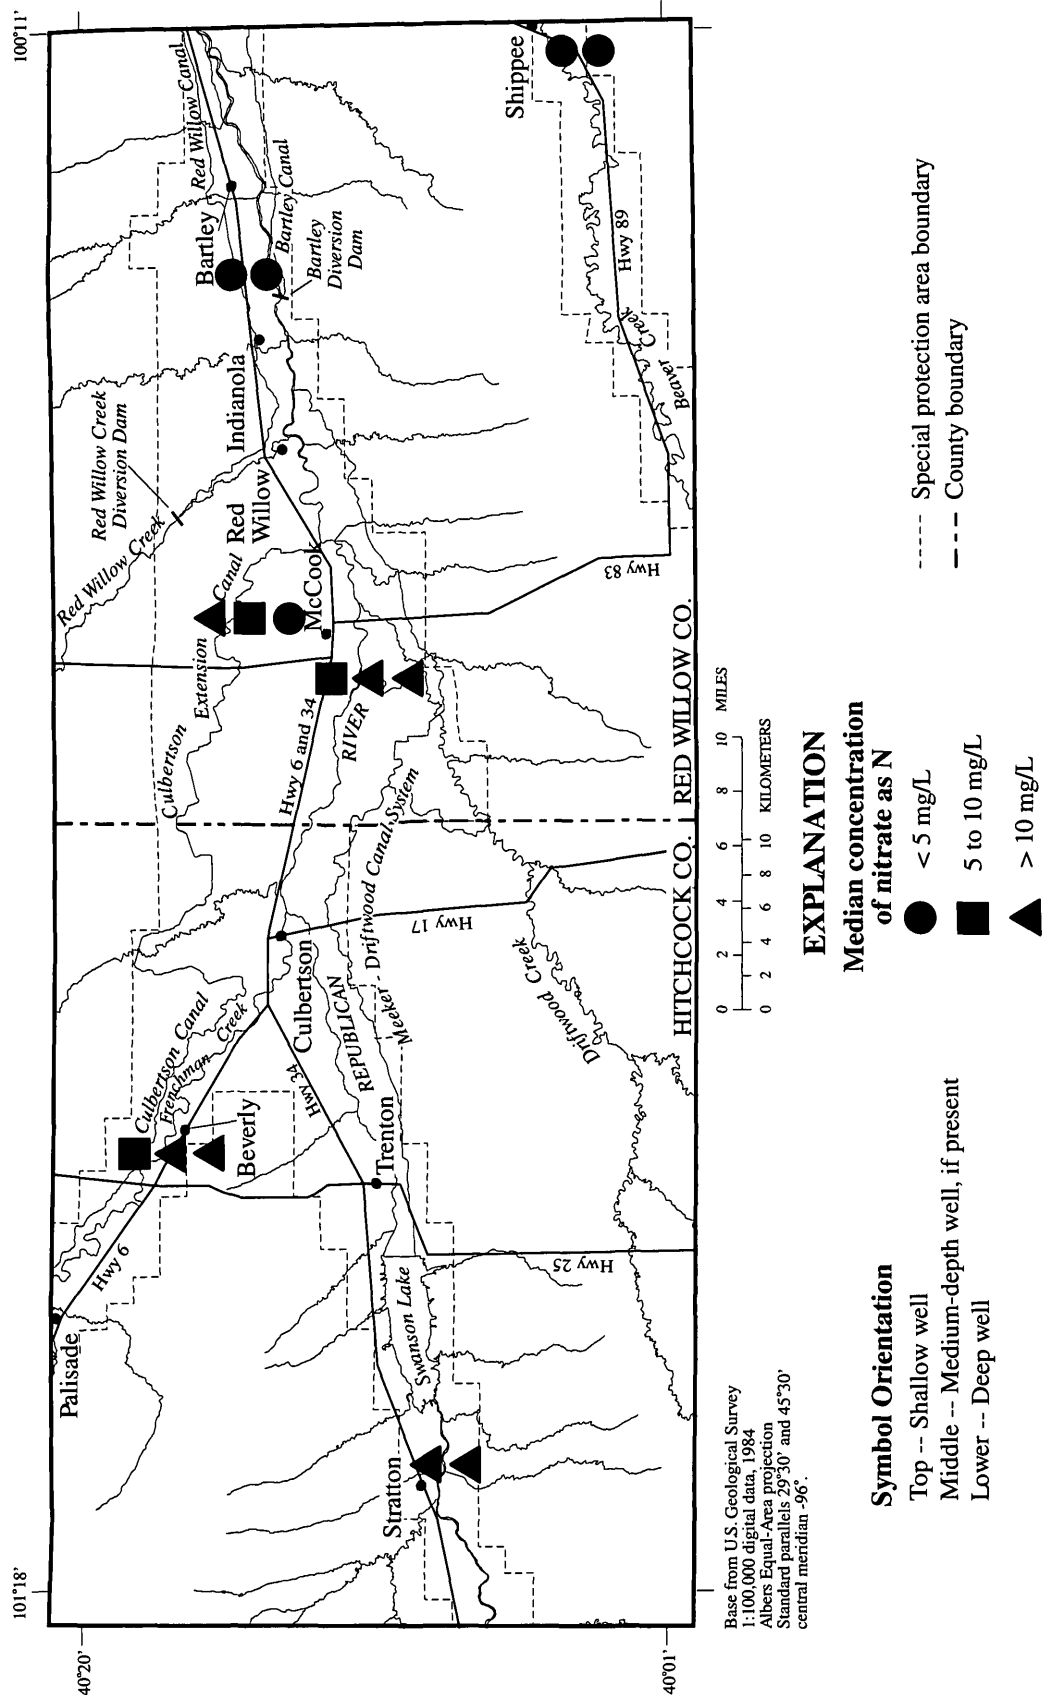 101°18'
100°11'
40°20'
40°01'
Palisade
Hwy 6
Culbertson Canal
Frenchman Creek
Beverly
Hwy 34
Culbertson
REPUBLICAN
RIVER
Trenton
Swanson Lake
Stratton
Hwy 25
Meeker - Driftwood Canal System
Hwy 17
Driftwood Creek
HITCHCOCK CO.
RED WILLOW CO.
Culbertson
Extension
Canal
Hwy 6 and 34
McCook
Red Willow Creek
Red Willow Creek
Diversion Dam
Red
Willow
Indianola
Hwy 83
Bartley
Red Willow Canal
Red Willow Canal
Bartley Canal
Bartley
Diversion
Dam
Shippee
Hwy 89
Beaver
Creek
Base from U.S. Geological Survey
1:100,000 digital data, 1984
Albers Equal-Area projection
Standard parallels 29°30' and 45°30'
central meridian -96°.
0 2 4 6 8 10 MILES
0 2 4 6 8 10 KILOMETERS
EXPLANATION
Median concentration
of nitrate as N
< 5 mg/L
5 to 10 mg/L
> 10 mg/L
Symbol Orientation
Top -- Shallow well
Middle -- Medium-depth well, if present
Lower -- Deep well
Special protection area boundary
County boundary